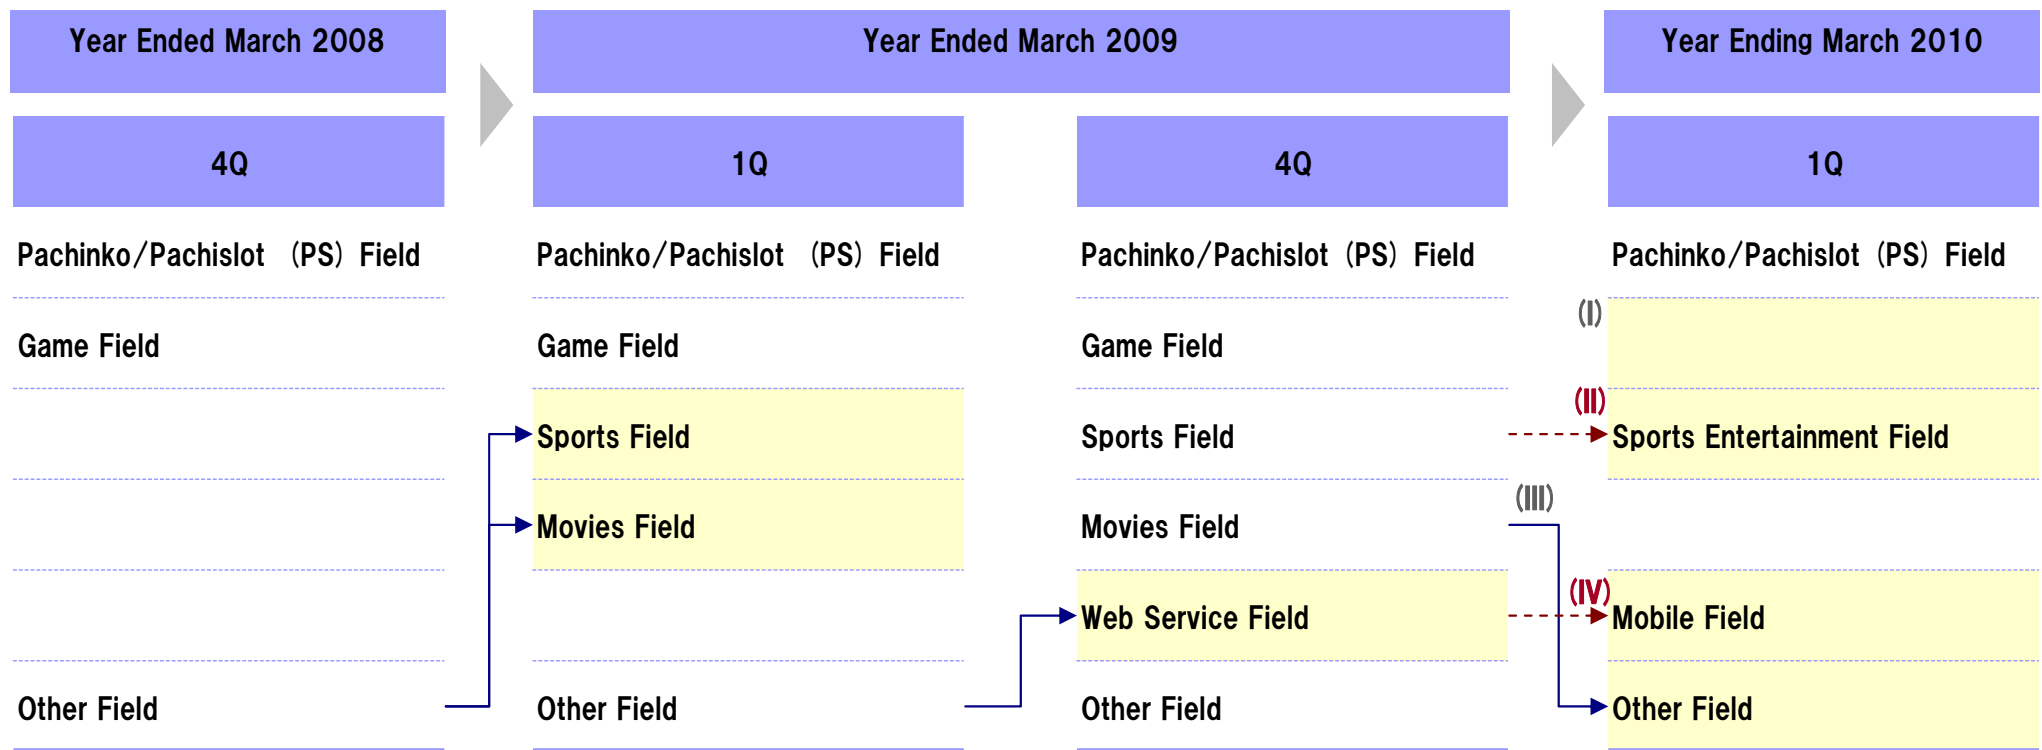 Year Ended March 2008
Year Ended March 2009
Year Ending March 2010
4Q
1Q
4Q
1Q
Pachinko/Pachislot (PS) Field
Pachinko/Pachislot (PS) Field
Pachinko/Pachislot (PS) Field
Pachinko/Pachislot (PS) Field
(I)
Game Field
Game Field
Game Field
(II)
Sports Field
Sports Field
Sports Entertainment Field
(III)
Movies Field
Movies Field
(IV)
Web Service Field
Mobile Field
Other Field
Other Field
Other Field
Other Field